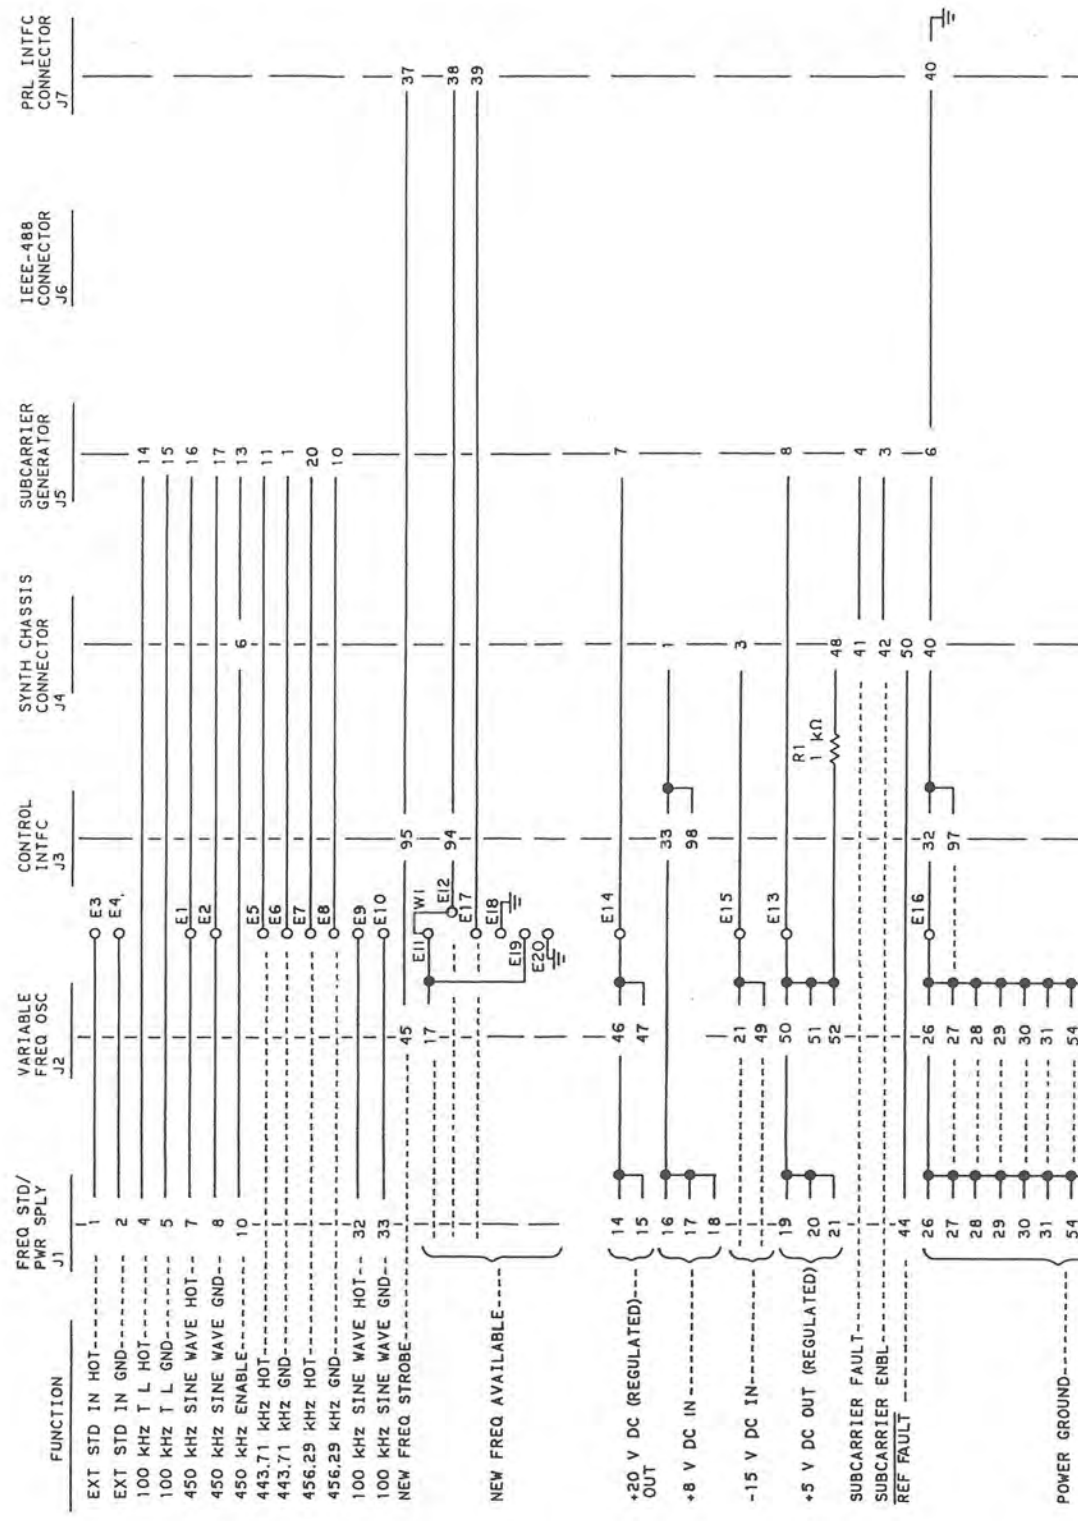 FUNCTION
FREQ STD/
PWR SPLY
J1
VARIABLE
FREQ OSC
J2
CONTROL
INTFC
J3
SYNTH CHASSIS
CONNECTOR
J4
SUBCARRIER
GENERATOR
J5
IEEE-488
CONNECTOR
J6
PRL INTFC
CONNECTOR
J7
EXT STD IN HOT 1 E3
EXT STD IN GND 2 E4,
100 kHz T L HOT 4 14
100 kHz T L GND 5 15
450 kHz SINE WAVE HOT 7 E1 16
450 kHz SINE WAVE GND 8 E2 17
450 kHz ENABLE 10 6 13
443.71 kHz HOT E5 11
443.71 kHz GND E6 1
456.29 kHz HOT E7 20
456.29 kHz GND E8 10
100 kHz SINE WAVE HOT 32 E9
100 kHz SINE WAVE GND 33 E10
NEW FREQ STROBE 45 95 37
17 E11 W1
E12 94 38
NEW FREQ AVAILABLE E17 39
E18
E19
E20
+20 V DC (REGULATED) 14 46 E14 7
OUT 15 47
+8 V DC IN 16 33 1
17 98
18
-15 V DC IN 21 E15 3
49
+5 V DC OUT (REGULATED) 19 50 E13 8
20 51
21 52 R1
1 kΩ 48
SUBCARRIER FAULT 41 4
SUBCARRIER ENBL 42 3
REF FAULT 44 50
POWER GROUND 26 26 E16 32 40 6 40
27 27 97
28 28
29 29
30 30
31 31
54 54